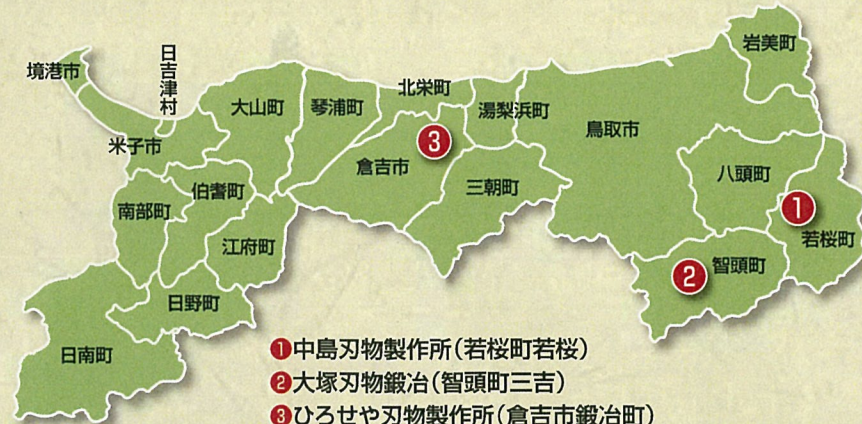 岩美町
境港市
日吉津村
北栄町
大山町
琴浦町
湯梨浜町
鳥取市
米子市
3
倉吉市
八頭町
三朝町
伯耆町
南部町
1
若桜町
江府町
智頭町
2
日野町
日南町
1中島刃物製作所(若桜町若桜)
2大塚刃物鍛冶(智頭町三吉)
3ひろせや刃物製作所(倉吉市鍛冶町)